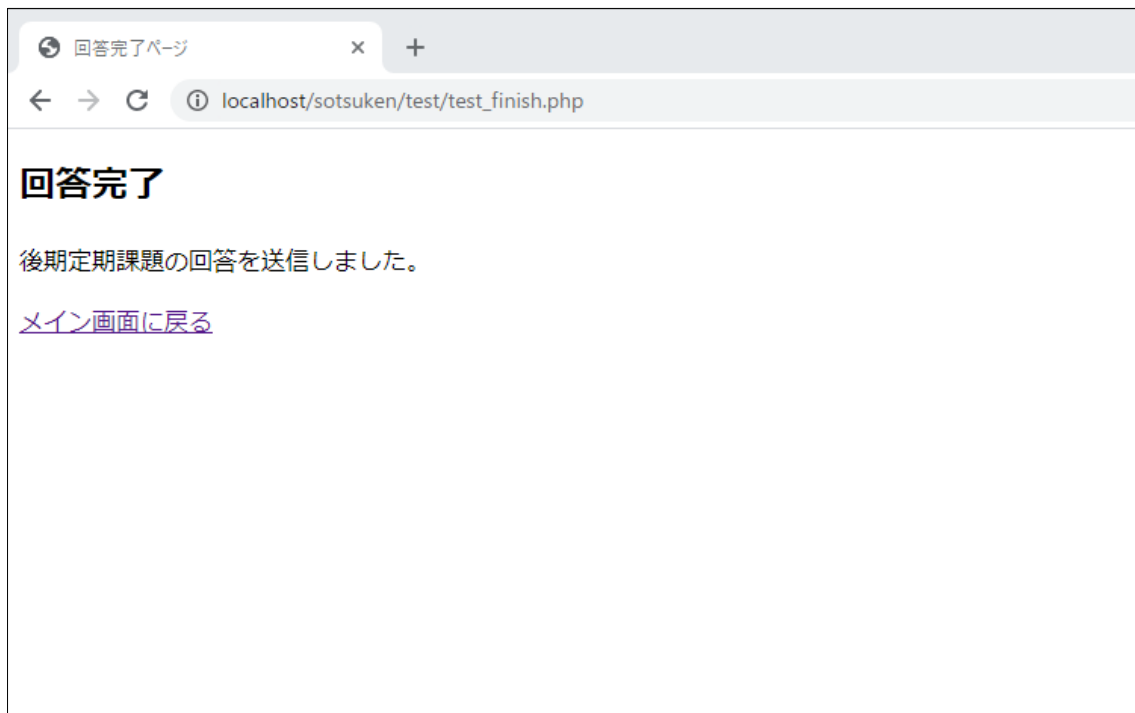 回答完了ページ
localhost/sotsuken/test/test_finish.php
回答完了
後期定期課題の回答を送信しました。
メイン画面に戻る